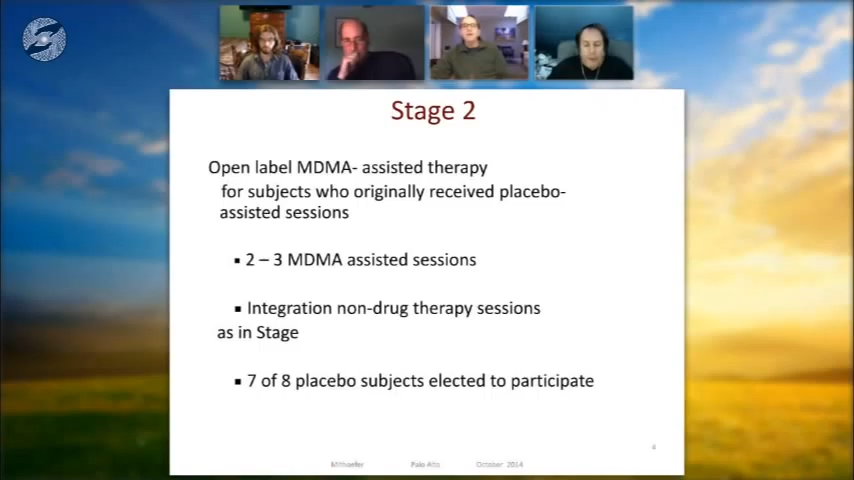 Stage 2
Open label MDMA- assisted therapy
for subjects who originally received placebo-
assisted sessions
▪ 2 – 3 MDMA assisted sessions
▪ Integration non-drug therapy sessions
as in Stage
▪ 7 of 8 placebo subjects elected to participate
4
Mithoefer Palo Alto October 2014